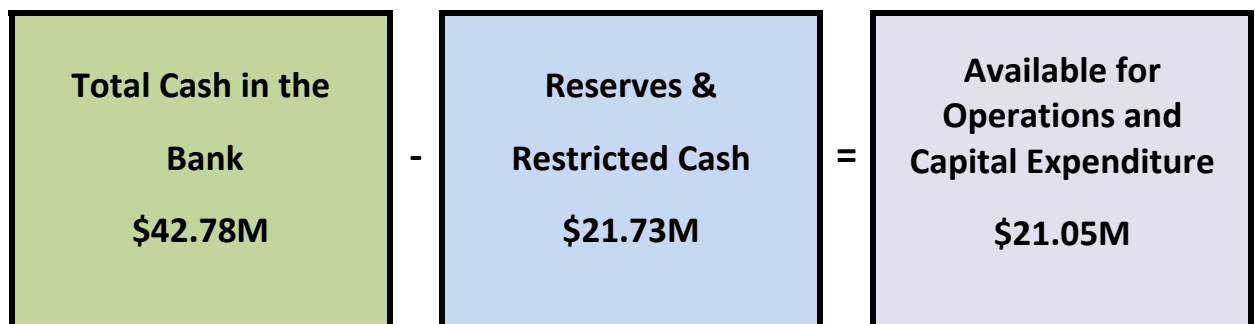 Total Cash in the
Bank
$42.78M
-
Reserves &
Restricted Cash
$21.73M
=
Available for
Operations and
Capital Expenditure
$21.05M